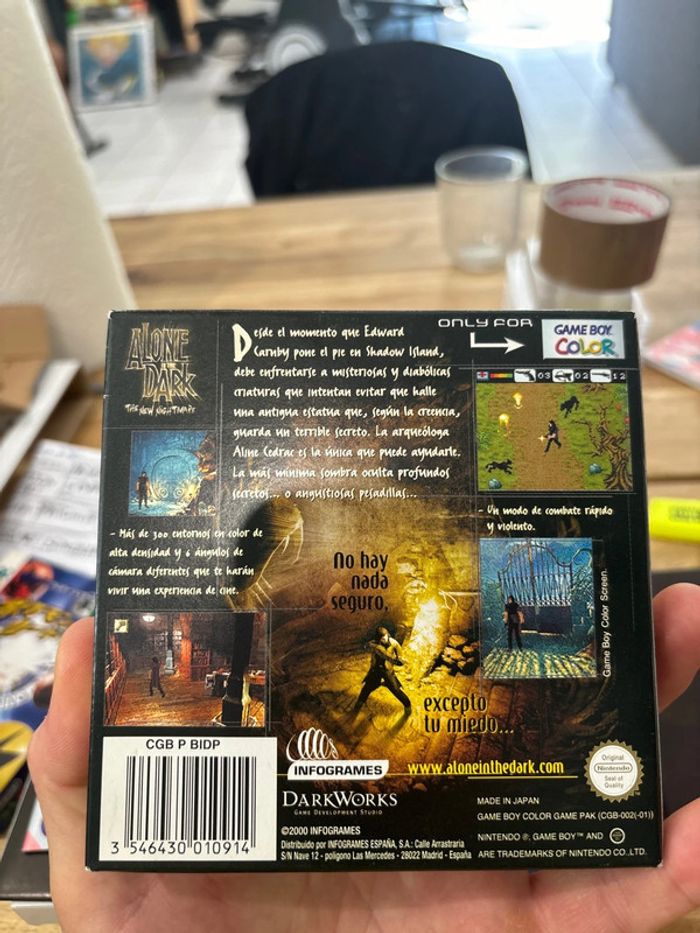 ALONE
IN THE
DARK
THE NEW NIGHTMARE
Desde el momento que Edward
Carnby pone el pie en Shadow Island,
debe enfrentarse a misteriosas y diabólicas
criaturas que intentan evitar que halle
una antigua estatua que, según la creencia,
guarda un terrible secreto. La arqueóloga
Aline Cedrac es la única que puede ayudarle.
La más mínima sombra oculta profundos
secretos... o angustiosas pesadillas...
ONLY FOR
GAME BOY
COLOR
03 02 12
- Un modo de combate rápido
y violento.
- Más de 300 entornos en color de
alta densidad y 6 ángulos de
cámara diferentes que te harán
vivir una experiencia de cine.
No hay
nada
seguro,
excepto
tu miedo...
Game Boy Color Screen.
CGB P BIDP
3 546430 010914
INFOGRAMES
www.aloneinthedark.com
DARKWORKS
GAME DEVELOPMENT STUDIO
©2000 INFOGRAMES
Distribuido por INFOGRAMES ESPAÑA, S.A.: Calle Arrastraria
S/N Nave 12 - polígono Las Mercedes - 28022 Madrid - España
Original
Nintendo
Seal of
Quality
MADE IN JAPAN
GAME BOY COLOR GAME PAK (CGB-002(-01))
NINTENDO ®, GAME BOY™ AND
ARE TRADEMARKS OF NINTENDO CO.,LTD.